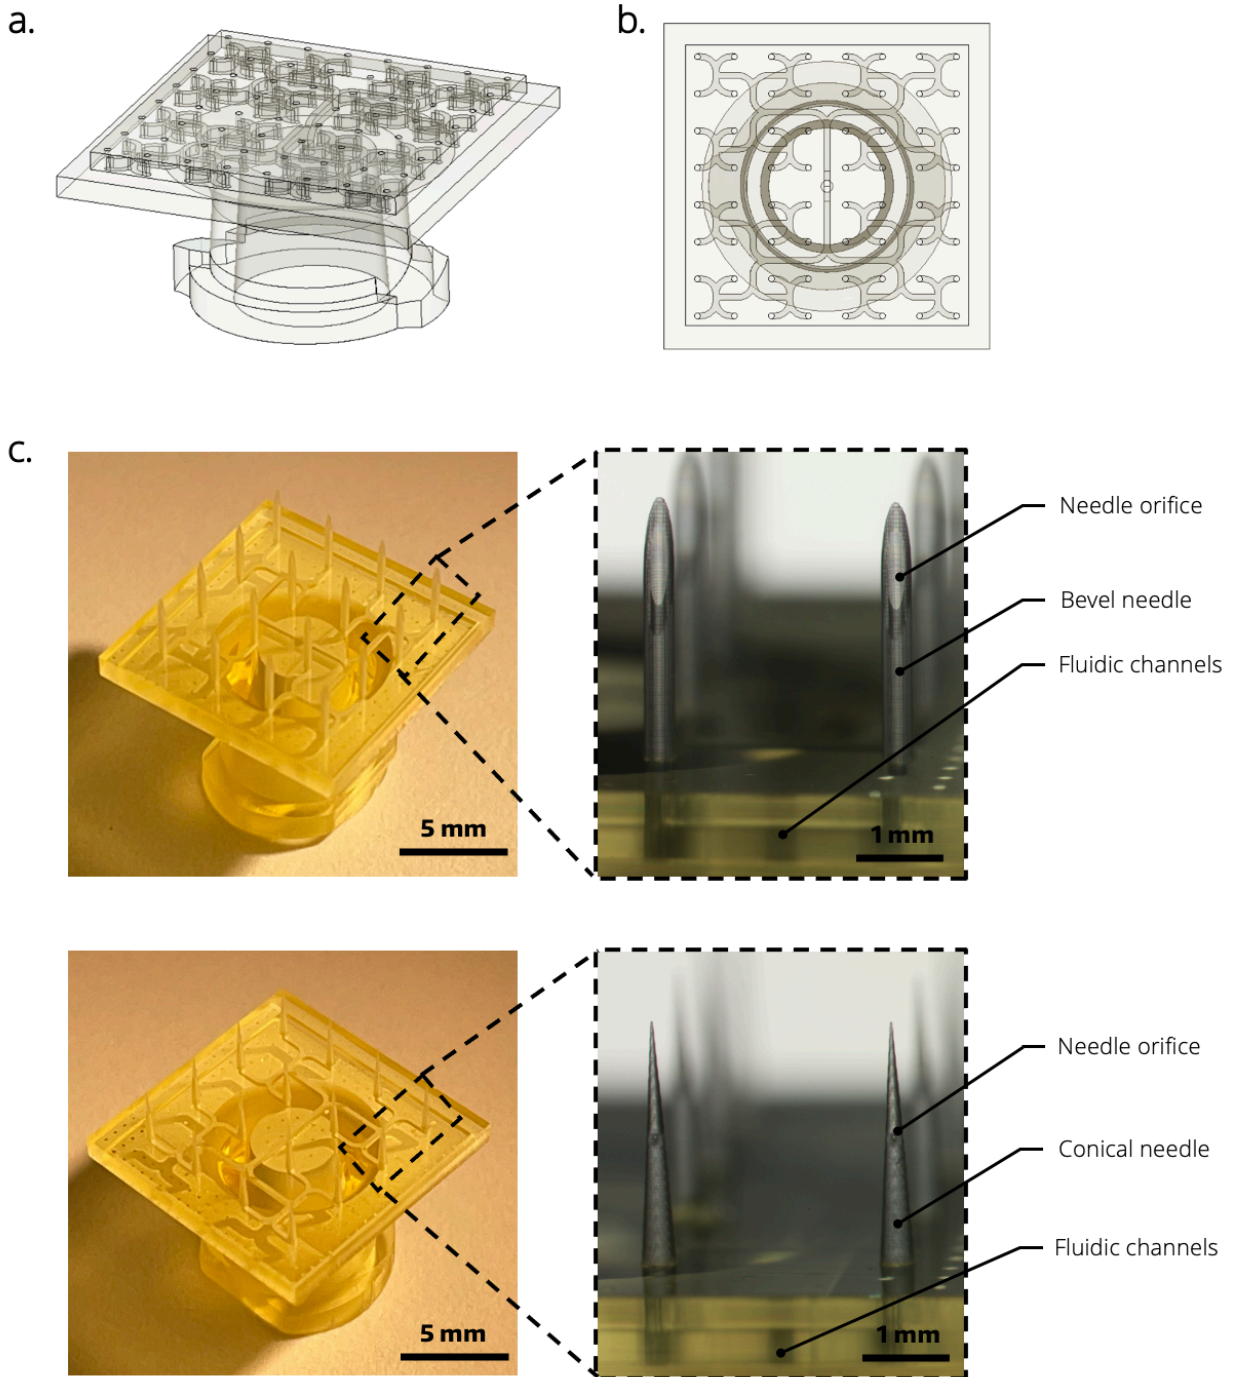 a.
b.
c.
Needle orifice
Bevel needle
Fluidic channels
5 mm
1 mm
Needle orifice
Conical needle
Fluidic channels
5 mm
1 mm